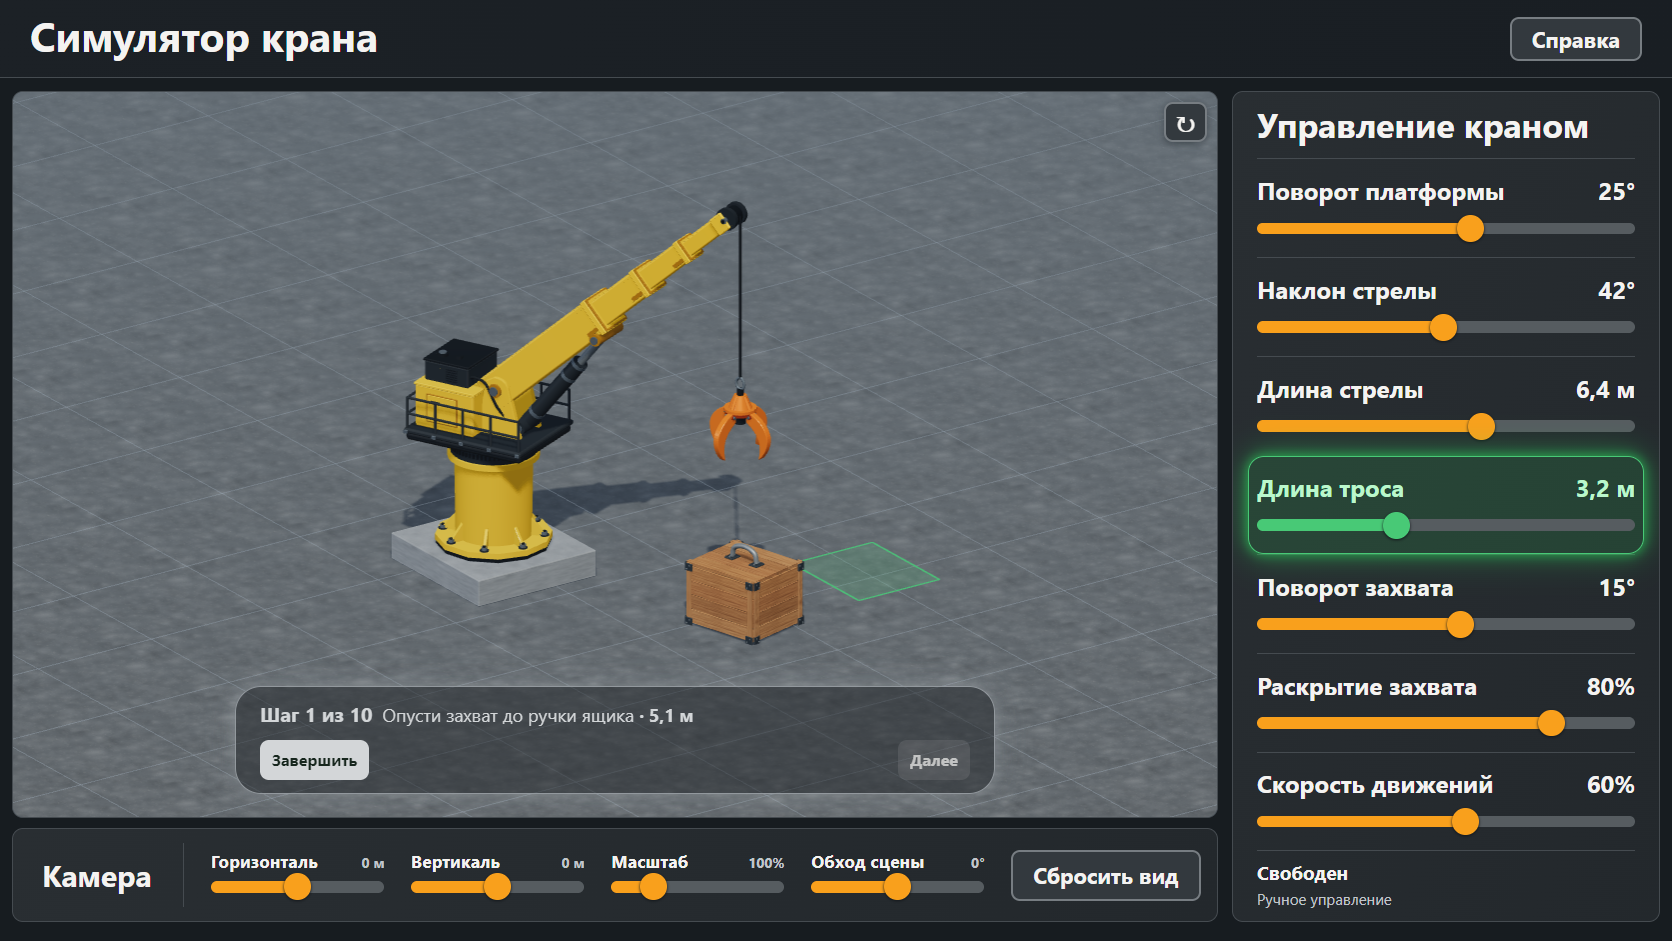 Симулятор крана
Справка
Управление краном
Поворот платформы 25°
Наклон стрелы 42°
Длина стрелы 6,4 м
Длина троса 3,2 м
Поворот захвата 15°
Раскрытие захвата 80%
Скорость движений 60%
Свободен
Ручное управление
Шаг 1 из 10 Опусти захват до ручки ящика · 5,1 м
Завершить
Далее
Камера
Горизонталь 0 м
Вертикаль 0 м
Масштаб 100%
Обход сцены 0°
Сбросить вид